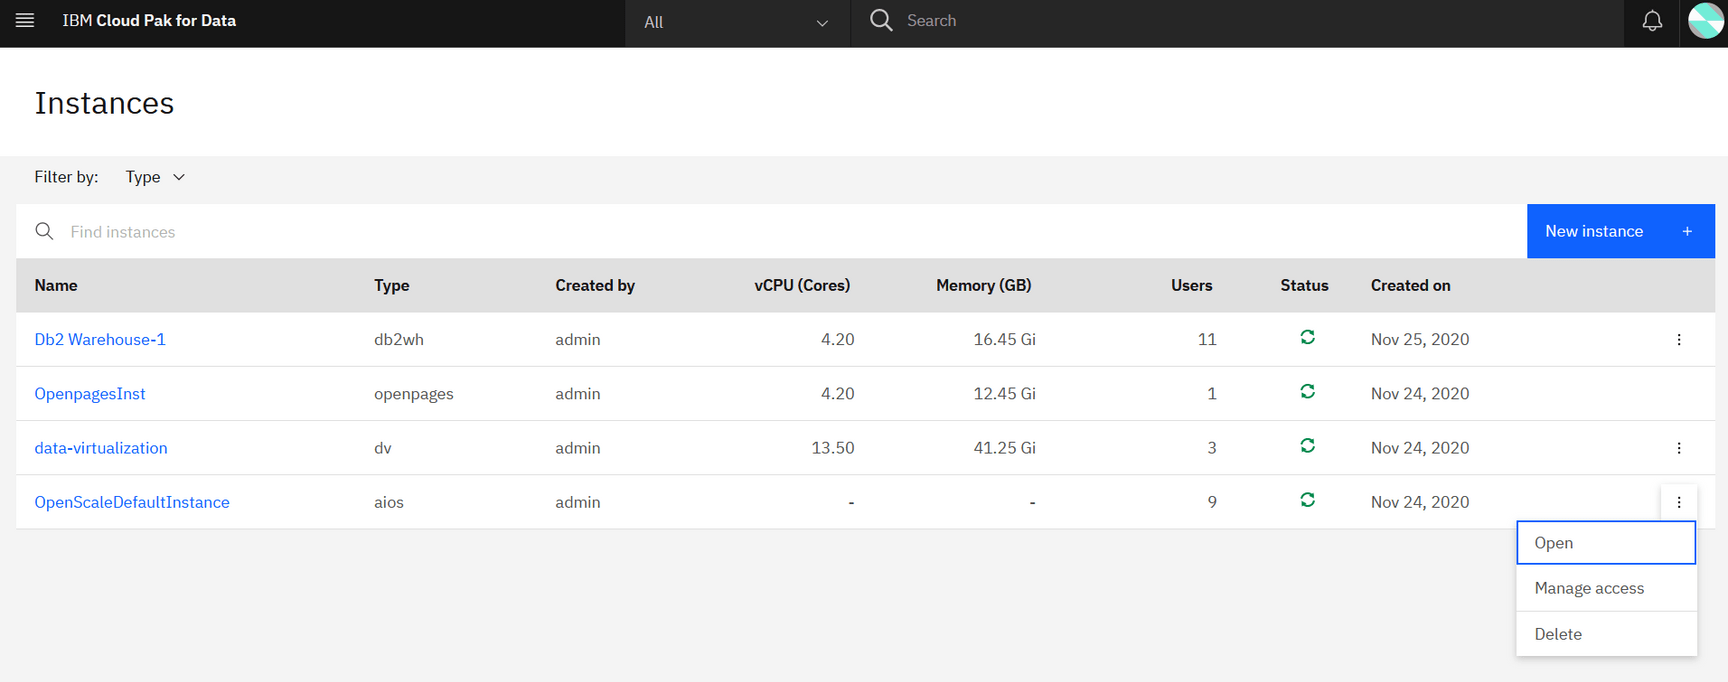 IBM Cloud Pak for Data All Search
Instances
Filter by: Type
Find instances New instance +
Name Type Created by vCPU (Cores) Memory (GB) Users Status Created on
Db2 Warehouse-1 db2wh admin 4.20 16.45 Gi 11 Nov 25, 2020
OpenpagesInst openpages admin 4.20 12.45 Gi 1 Nov 24, 2020
data-virtualization dv admin 13.50 41.25 Gi 3 Nov 24, 2020
OpenScaleDefaultInstance aios admin - - 9 Nov 24, 2020
Open
Manage access
Delete